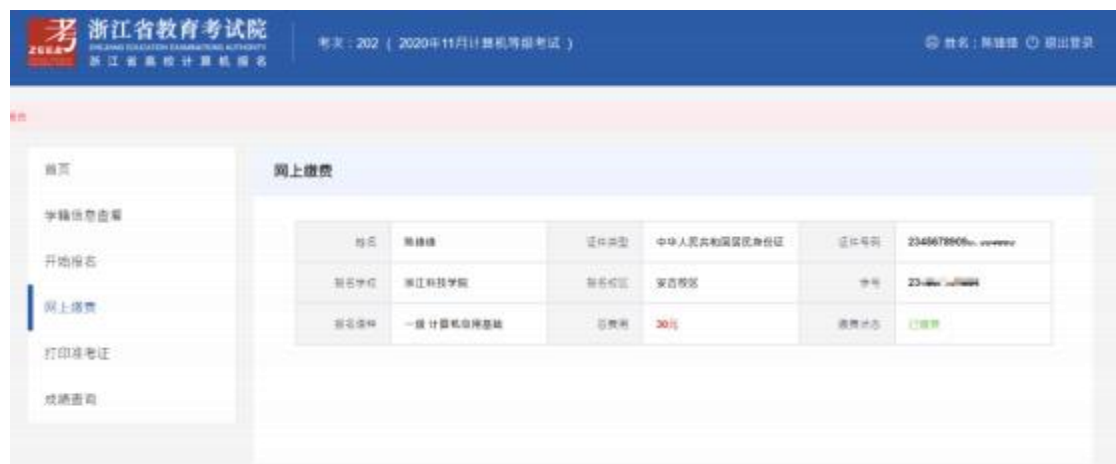 浙江省教育考试院
ZHEJIANG EDUCATION EXAMINATIONS AUTHORITY
浙江省高校计算机报名
ZEEA
考次：202 ( 2020年11月计算机等级考试 )
姓名：陈 退出登录
首页
学籍信息查看
开始报名
网上缴费
打印准考证
成绩查询
网上缴费
姓名 陈 证件类型 中华人民共和国居民身份证 证件号码 2345678909
报名学校 浙江科技学院 报名校区 安吉校区 学号 23
报名语种 一级 计算机应用基础 总费用 30元 缴费状态 已缴费